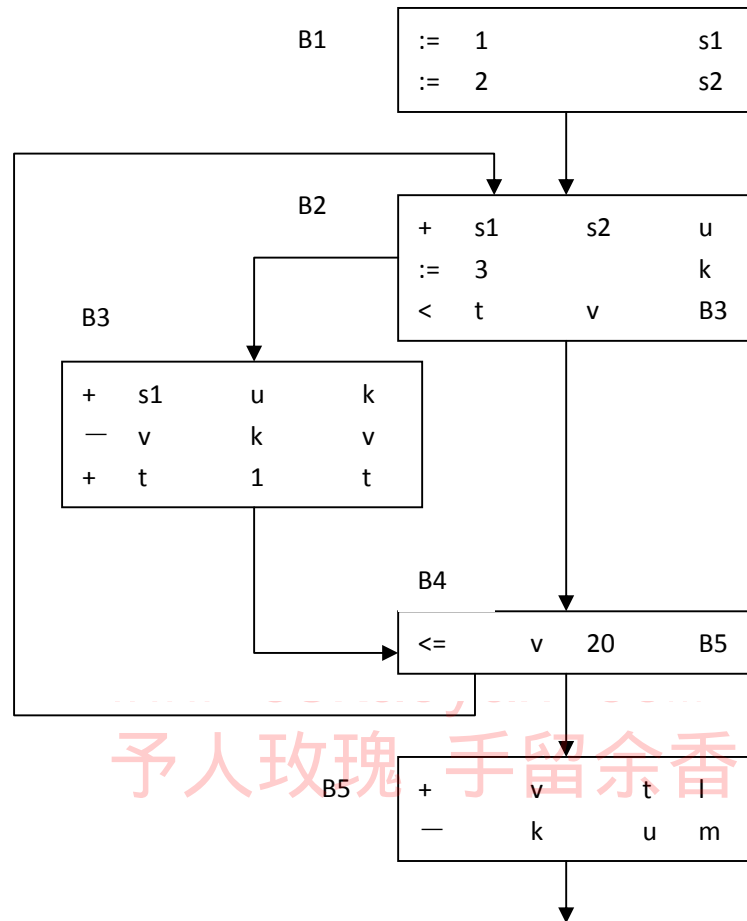 B1
:= 1 s1
:= 2 s2
B2
+ s1 s2 u
:= 3 k
< t v B3
B3
+ s1 u k
— v k v
+ t 1 t
B4
<= v 20 B5
予人玫瑰 手留余香
B5
+ v t l
— k u m